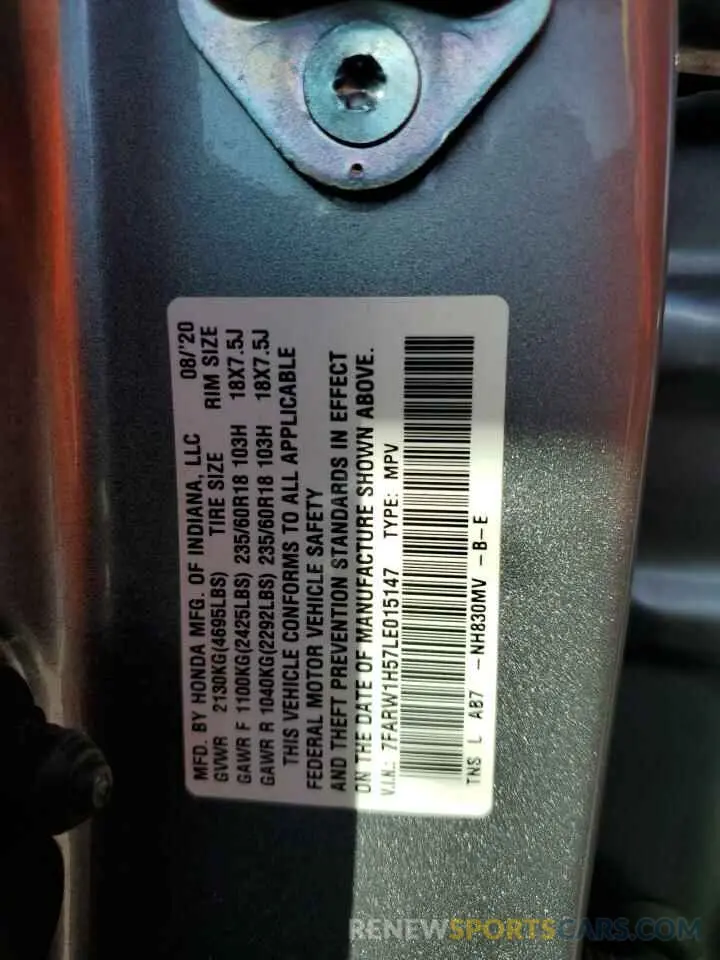 MFD. BY HONDA MFG. OF INDIANA, LLC 08/'20
GVWR 2130KG(4695LBS) TIRE SIZE RIM SIZE
GAWR F 1100KG(2425LBS) 235/60R18 103H 18X7.5J
GAWR R 1040KG(2292LBS) 235/60R18 103H 18X7.5J
THIS VEHICLE CONFORMS TO ALL APPLICABLE
FEDERAL MOTOR VEHICLE SAFETY
AND THEFT PREVENTION STANDARDS IN EFFECT
ON THE DATE OF MANUFACTURE SHOWN ABOVE.
V.I.N.: 7FARW1H57LE015147 TYPE: MPV
TNS L AB7 -NH830MV -B-E
RENEWSPORTSCARS.COM